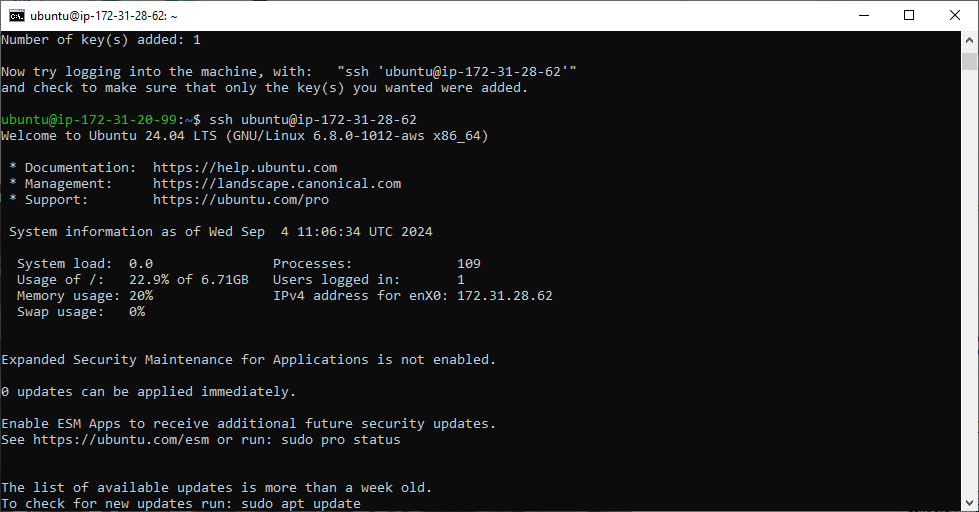 ubuntu@ip-172-31-28-62: ~
Number of key(s) added: 1
Now try logging into the machine, with:   "ssh 'ubuntu@ip-172-31-28-62'"
and check to make sure that only the key(s) you wanted were added.
ubuntu@ip-172-31-20-99:~$ ssh ubuntu@ip-172-31-28-62
Welcome to Ubuntu 24.04 LTS (GNU/Linux 6.8.0-1012-aws x86_64)
 * Documentation:  https://help.ubuntu.com
 * Management:     https://landscape.canonical.com
 * Support:        https://ubuntu.com/pro
 System information as of Wed Sep  4 11:06:34 UTC 2024
  System load:  0.0               Processes:             109
  Usage of /:   22.9% of 6.71GB   Users logged in:       1
  Memory usage: 20%               IPv4 address for enX0: 172.31.28.62
  Swap usage:   0%
Expanded Security Maintenance for Applications is not enabled.
0 updates can be applied immediately.
Enable ESM Apps to receive additional future security updates.
See https://ubuntu.com/esm or run: sudo pro status
The list of available updates is more than a week old.
To check for new updates run: sudo apt update